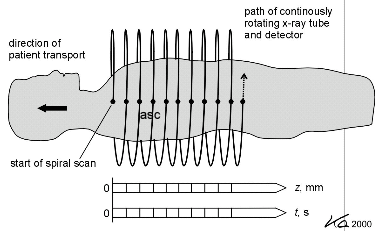 path of continously
rotating x-ray tube
and detector
direction of
patient transport
asc
start of spiral scan
0
z, mm
0
t, s
2000